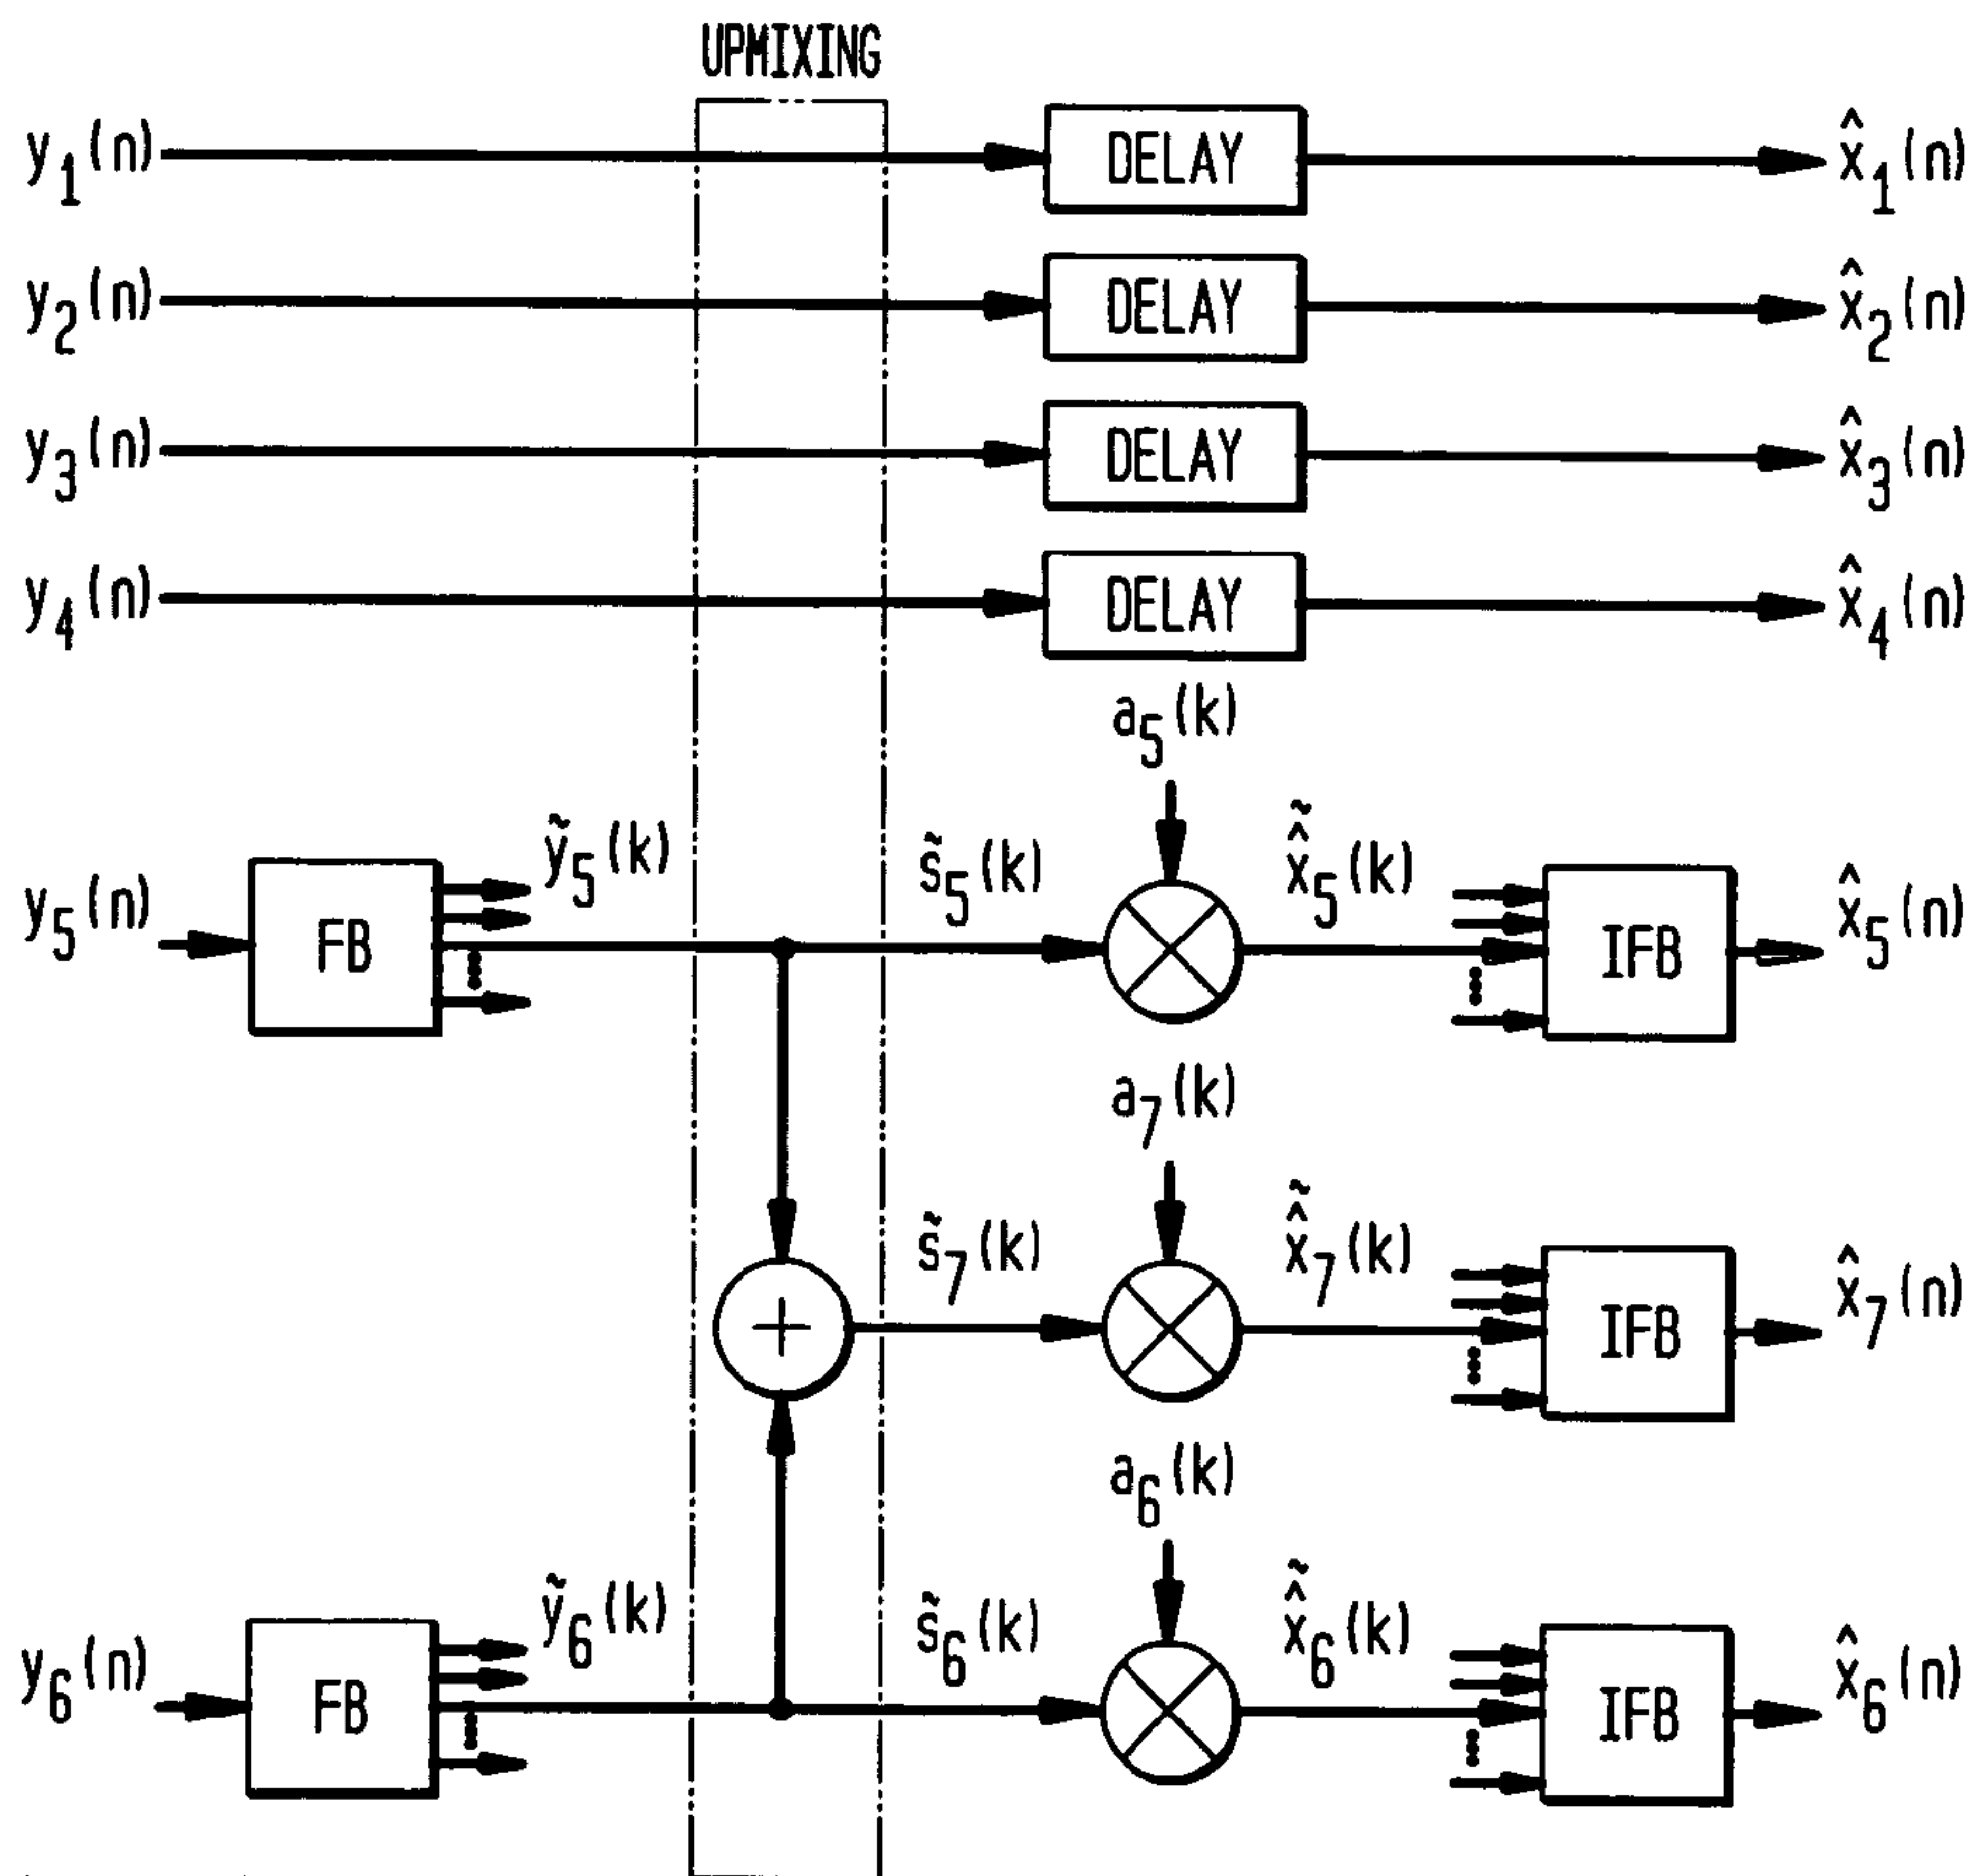 UPMIXING
y₁(n) DELAY x̂₁(n)
y₂(n) DELAY x̂₂(n)
y₃(n) DELAY x̂₃(n)
y₄(n) DELAY x̂₄(n)
a₅(k)
ỹ₅(k) s̃₅(k) x̂̃₅(k)
y₅(n) FB IFB x̂₅(n)
a₇(k)
s̃₇(k) x̂̃₇(k)
+ IFB x̂₇(n)
a₆(k)
ỹ₆(k) s̃₆(k) x̂̃₆(k)
y₆(n) FB IFB x̂₆(n)